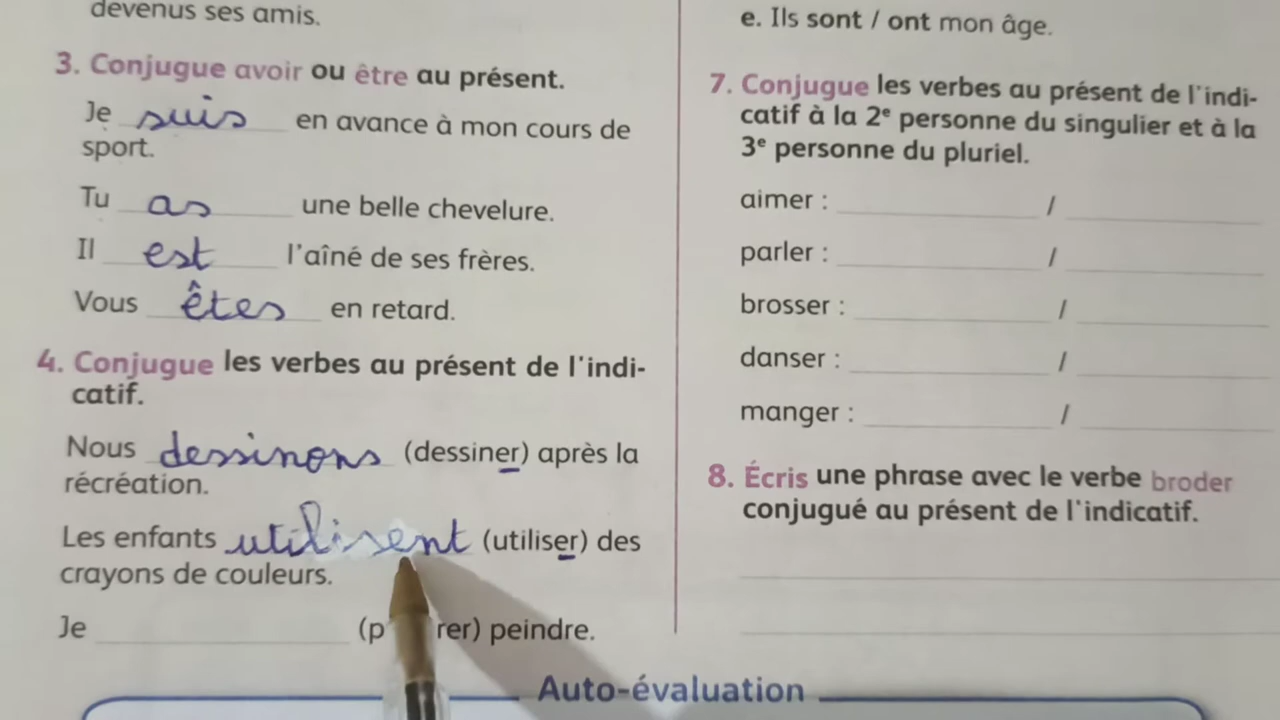 devenus ses amis.
3. Conjugue avoir ou être au présent.
Je suis en avance à mon cours de
sport.
Tu as une belle chevelure.
Il est l'aîné de ses frères.
Vous êtes en retard.
4. Conjugue les verbes au présent de l'indi-
catif.
Nous dessinons (dessiner) après la
récréation.
Les enfants utilisent (utiliser) des
crayons de couleurs.
Je (p rer) peindre.
e. Ils sont / ont mon âge.
7. Conjugue les verbes au présent de l'indi-
catif à la 2e personne du singulier et à la
3e personne du pluriel.
aimer : /
parler : /
brosser : /
danser : /
manger : /
8. Écris une phrase avec le verbe broder
conjugué au présent de l'indicatif.
Auto-évaluation